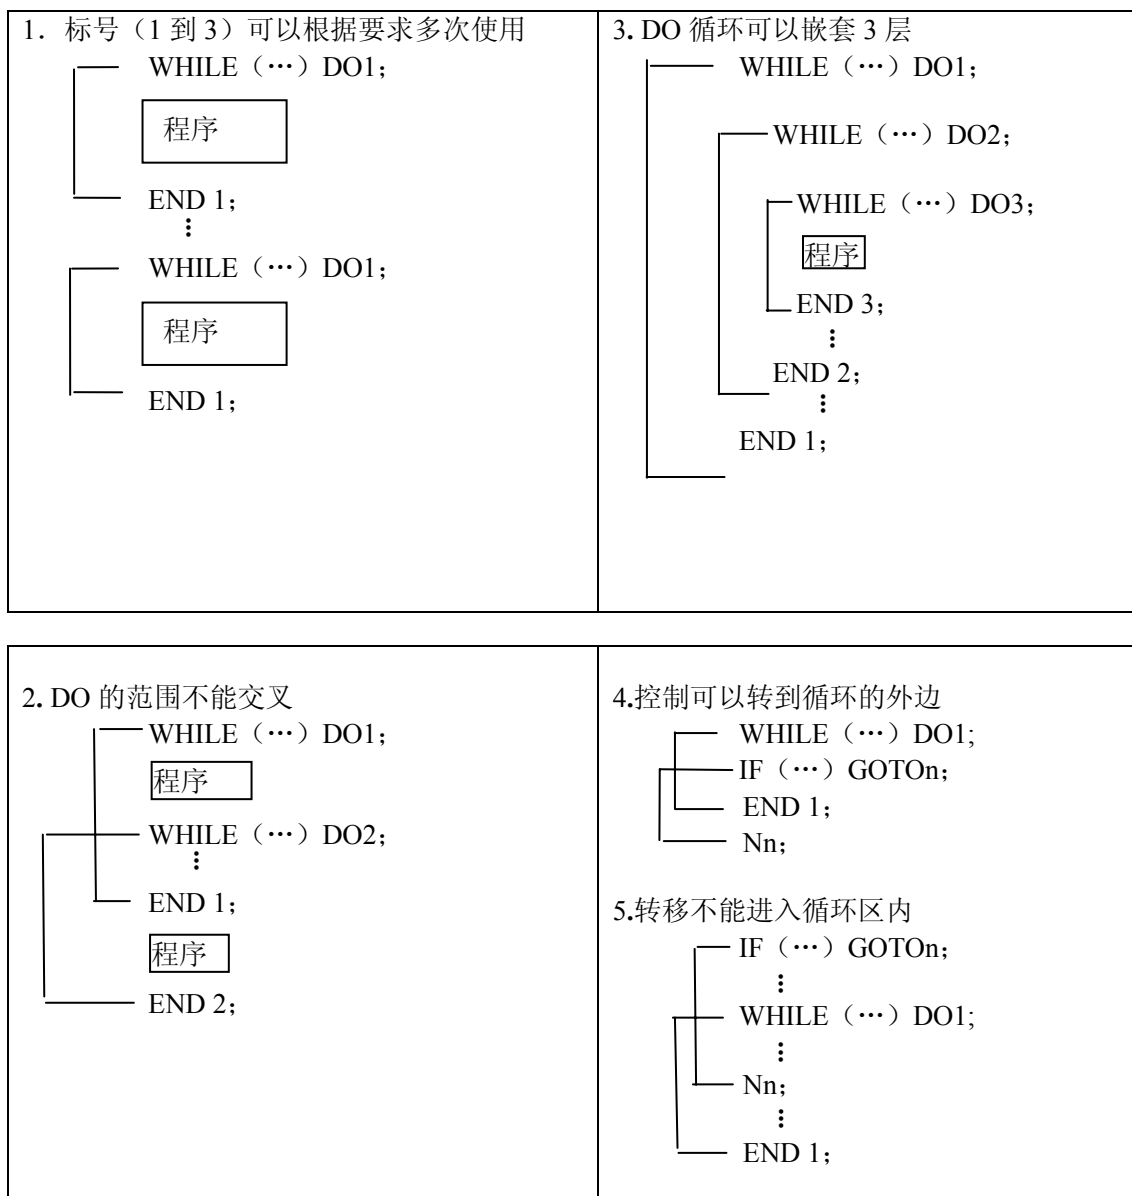 1．标号（1 到 3）可以根据要求多次使用
WHILE（…）DO1；
程序
END 1；
⋮
WHILE（…）DO1；
程序
END 1；
3. DO 循环可以嵌套 3 层
WHILE（…）DO1；
WHILE（…）DO2；
WHILE（…）DO3；
程序
END 3；
⋮
END 2；
⋮
END 1；
2. DO 的范围不能交叉
WHILE（…）DO1；
程序
WHILE（…）DO2；
⋮
END 1；
程序
END 2；
4.控制可以转到循环的外边
WHILE（…）DO1;
IF（…）GOTOn；
END 1；
Nn；
5.转移不能进入循环区内
IF（…）GOTOn；
⋮
WHILE（…）DO1;
⋮
Nn；
⋮
END 1；